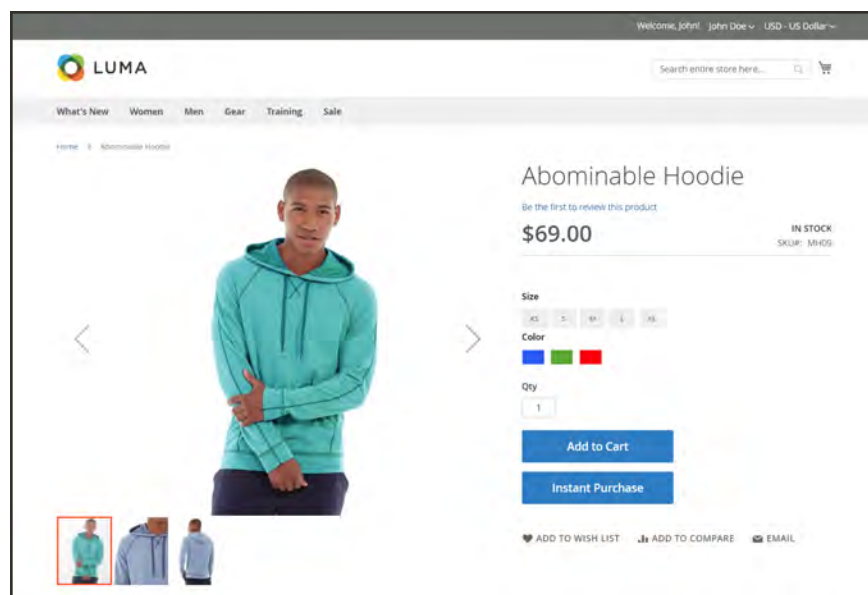 Welcome, John! John Doe USD - US Dollar
LUMA
Search entire store here...
What's New Women Men Gear Training Sale
Home Abominable Hoodie
Abominable Hoodie
Be the first to review this product
$69.00
IN STOCK
SKU#: MH09
Size
XS S M L XL
Color
Qty
1
Add to Cart
Instant Purchase
ADD TO WISH LIST ADD TO COMPARE EMAIL